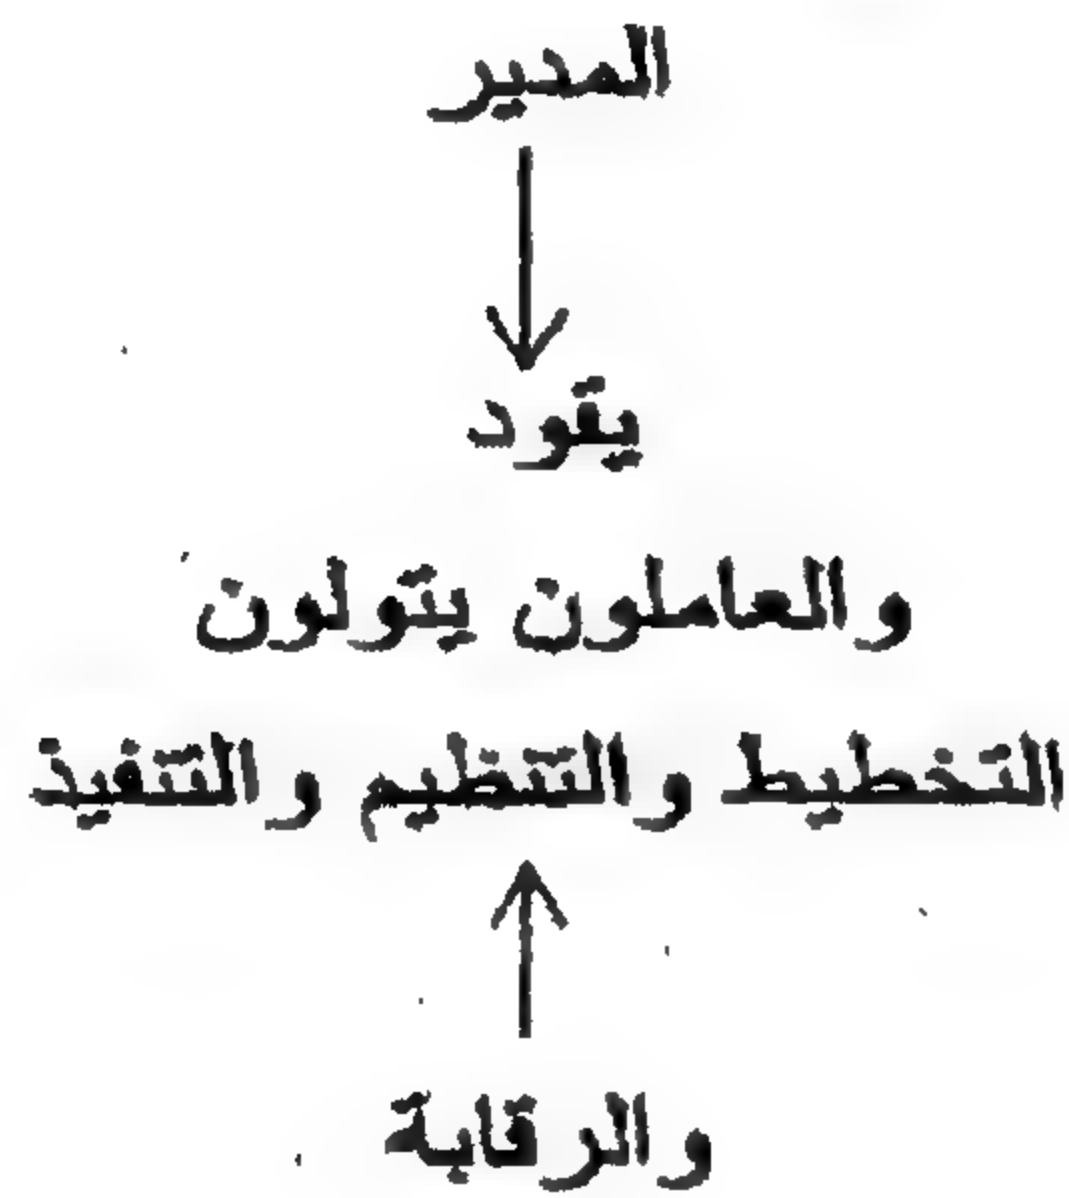 المدير
يقود
والعاملون يتولون
التخطيط والتنظيم والتنفيذ
والرقابة